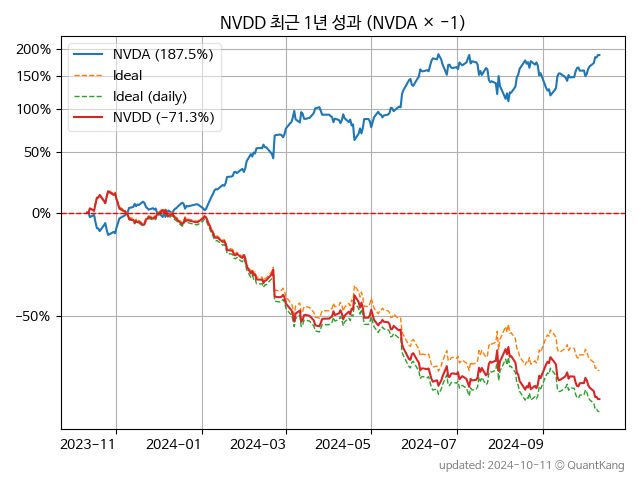 NVDD 최근 1년 성과 (NVDA × −1)
200%
150%
100%
50%
0%
−50%
NVDA (187.5%)
Ideal
Ideal (daily)
NVDD (−71.3%)
2023−11
2024−01
2024−03
2024−05
2024−07
2024−09
updated: 2024-10-11 © QuantKang